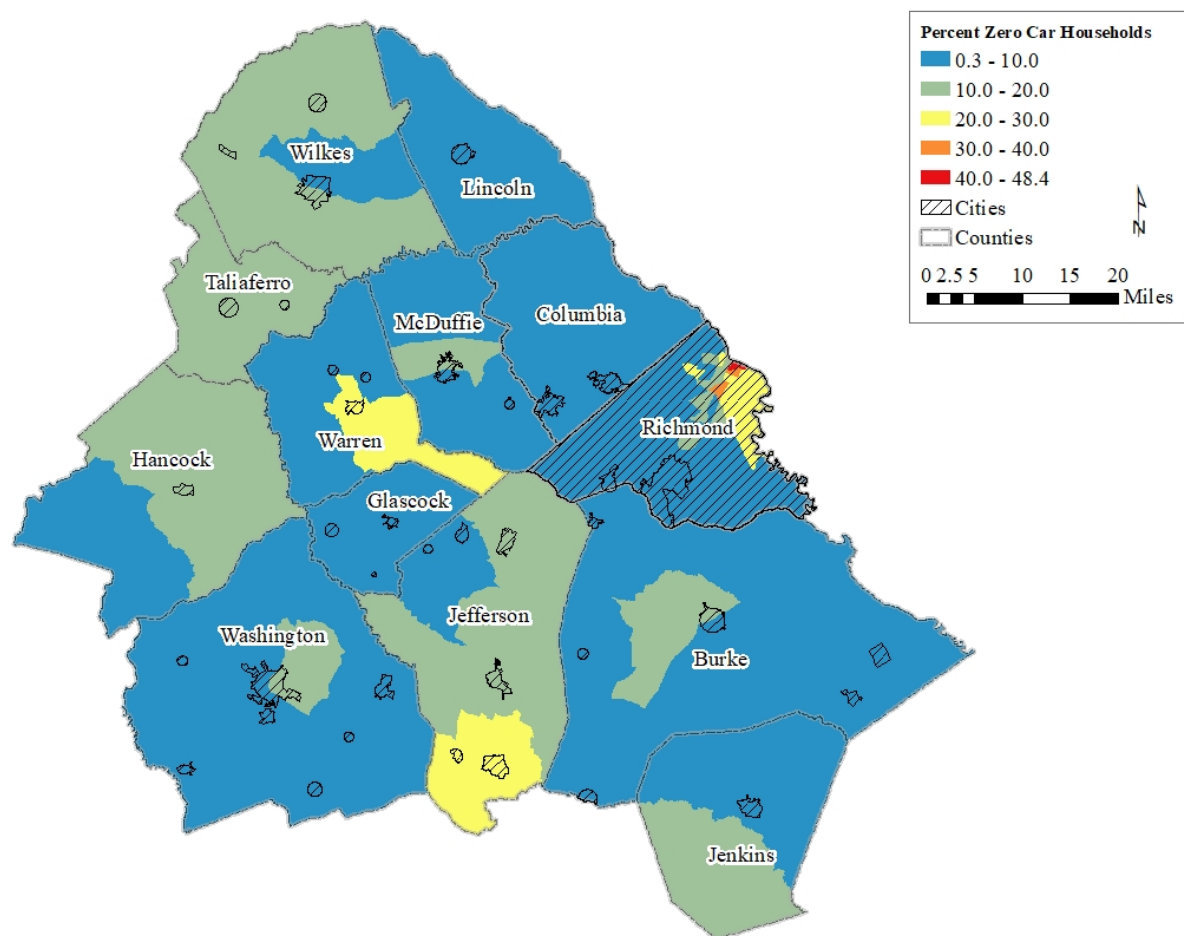 Percent Zero Car Households
0.3 - 10.0
10.0 - 20.0
20.0 - 30.0
30.0 - 40.0
40.0 - 48.4
Cities
Counties
N
0 2.5 5 10 15 20
Miles
Wilkes
Lincoln
Taliaferro
McDuffie
Columbia
Richmond
Warren
Hancock
Glascock
Jefferson
Washington
Burke
Jenkins